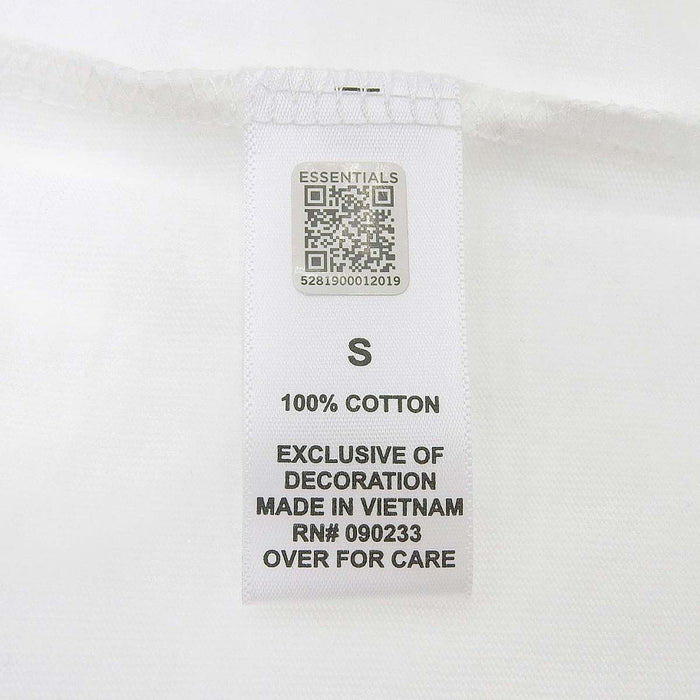 ESSENTIALS
5281900012019
S
100% COTTON
EXCLUSIVE OF
DECORATION
MADE IN VIETNAM
RN# 090233
OVER FOR CARE